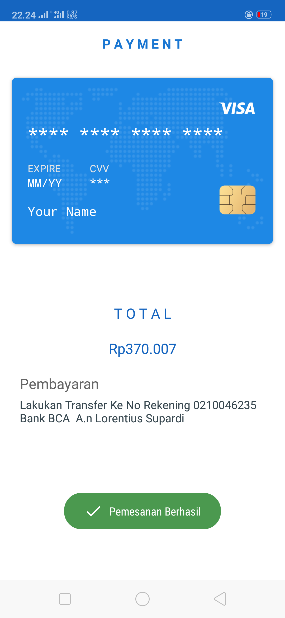 22.24
19
PAYMENT
VISA
**** **** **** ****
EXPIRE CVV
MM/YY ***
Your Name
TOTAL
Rp370.007
Pembayaran
Lakukan Transfer Ke No Rekening 0210046235
Bank BCA A.n Lorentius Supardi
Pemesanan Berhasil